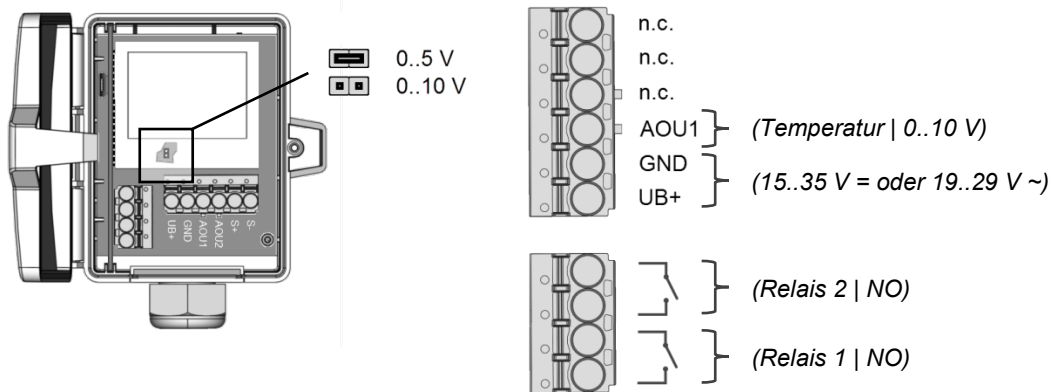 0..5 V
0..10 V
UB+
GND
AOU1
AOU2
S+
S-
n.c.
n.c.
n.c.
AOU1 (Temperatur | 0..10 V)
GND
UB+
(15..35 V = oder 19..29 V ~)
(Relais 2 | NO)
(Relais 1 | NO)